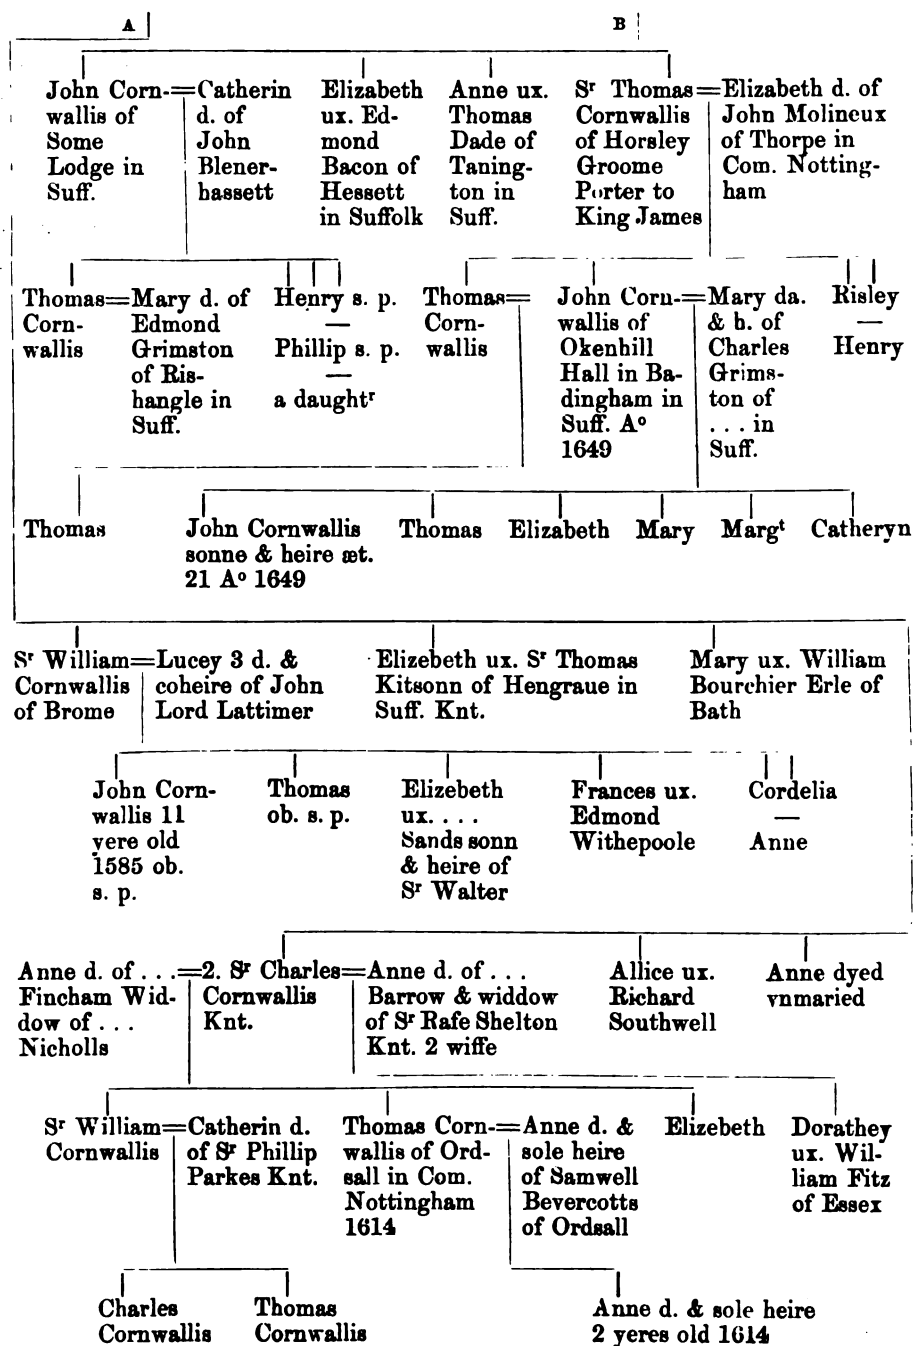 A
B
John Corn-=Catherin
wallis of
Some
Lodge in
Suff.
d. of
John
Blener-
hassett
Elizabeth
ux. Ed-
mond
Bacon of
Hessett
in Suffolk
Anne ux.
Thomas
Dade of
Taning-
ton in
Suff.
Sʳ Thomas=Elizabeth d. of
Cornwallis
of Horsley
Groome
Porter to
King James
John Molineux
of Thorpe in
Com. Notting-
ham
Thomas=Mary d. of
Corn-
wallis
Edmond
Grimston
of Ris-
hangle in
Suff.
Henry s. p.
—
Phillip s. p.
—
a daughtʳ
Thomas=
Corn-
wallis
John Corn-=Mary da.
wallis of
Okenhill
Hall in Ba-
dingham in
Suff. Aº
1649
& h. of
Charles
Grims-
ton of
. . . in
Suff.
Risley
—
Henry
Thomas
John Cornwallis
sonne & heire æt.
21 Aº 1649
Thomas
Elizabeth
Mary
Margᵗ
Catheryn
Sʳ William=Lucey 3 d. &
Cornwallis
of Brome
coheire of John
Lord Lattimer
Elizebeth ux. Sʳ Thomas
Kitsonn of Hengraue in
Suff. Knt.
Mary ux. William
Bourchier Erle of
Bath
John Corn-
wallis 11
yere old
1585 ob.
s. p.
Thomas
ob. s. p.
Elizebeth
ux. . . .
Sands sonn
& heire of
Sʳ Walter
Frances ux.
Edmond
Withepoole
Cordelia
—
Anne
Anne d. of . . .=2. Sʳ Charles=Anne d. of . . .
Fincham Wid-
dow of . . .
Nicholls
Cornwallis
Knt.
Barrow & widdow
of Sʳ Rafe Shelton
Knt. 2 wiffe
Allice ux.
Richard
Southwell
Anne dyed
vnmaried
Sʳ William=Catherin d.
Cornwallis
of Sʳ Phillip
Parkes Knt.
Thomas Corn-=Anne d. &
wallis of Ord-
sall in Com.
Nottingham
1614
sole heire
of Samwell
Bevercotts
of Ordsall
Elizebeth
Dorathey
ux. Wil-
liam Fitz
of Essex
Charles
Cornwallis
Thomas
Cornwallis
Anne d. & sole heire
2 yeres old 1614